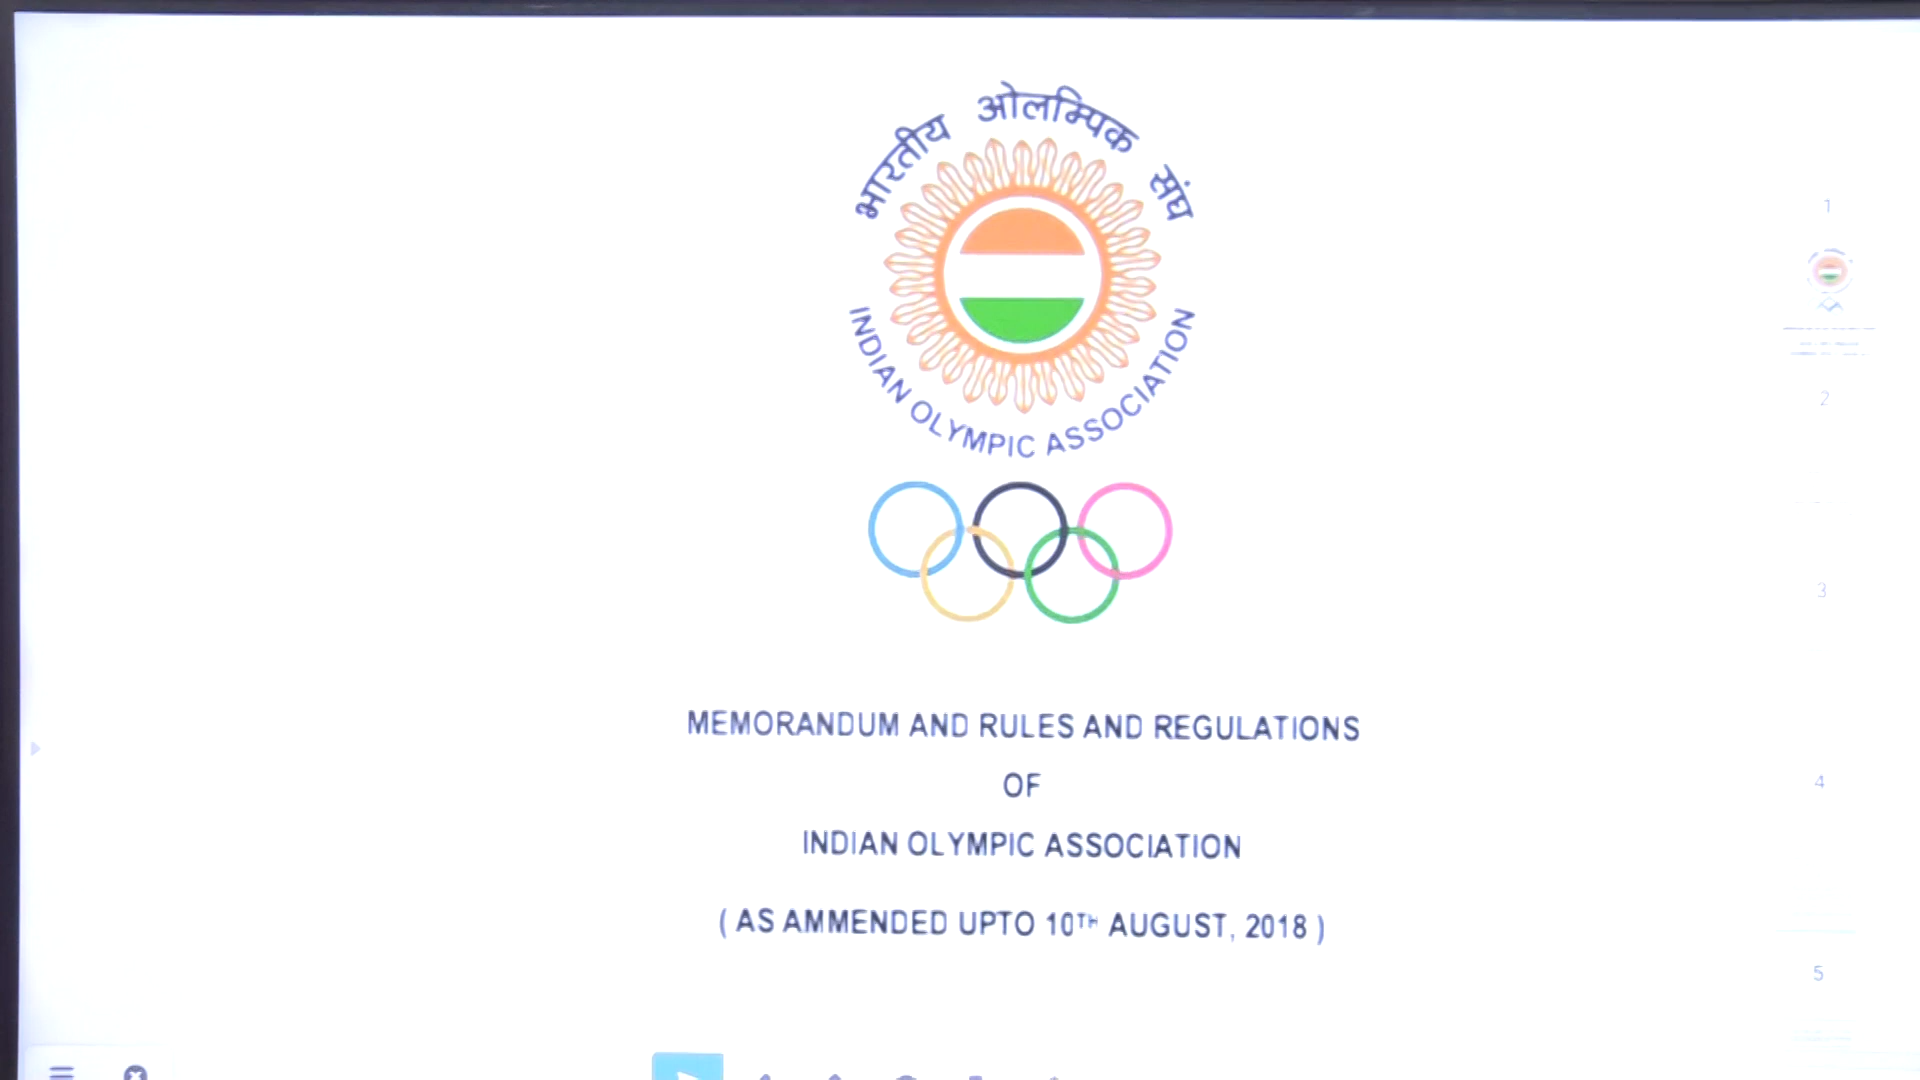 भारतीय ओलम्पिक संघ
INDIAN OLYMPIC ASSOCIATION
MEMORANDUM AND RULES AND REGULATIONS
OF
INDIAN OLYMPIC ASSOCIATION
( AS AMMENDED UPTO 10TH AUGUST, 2018 )
1
2
3
4
5